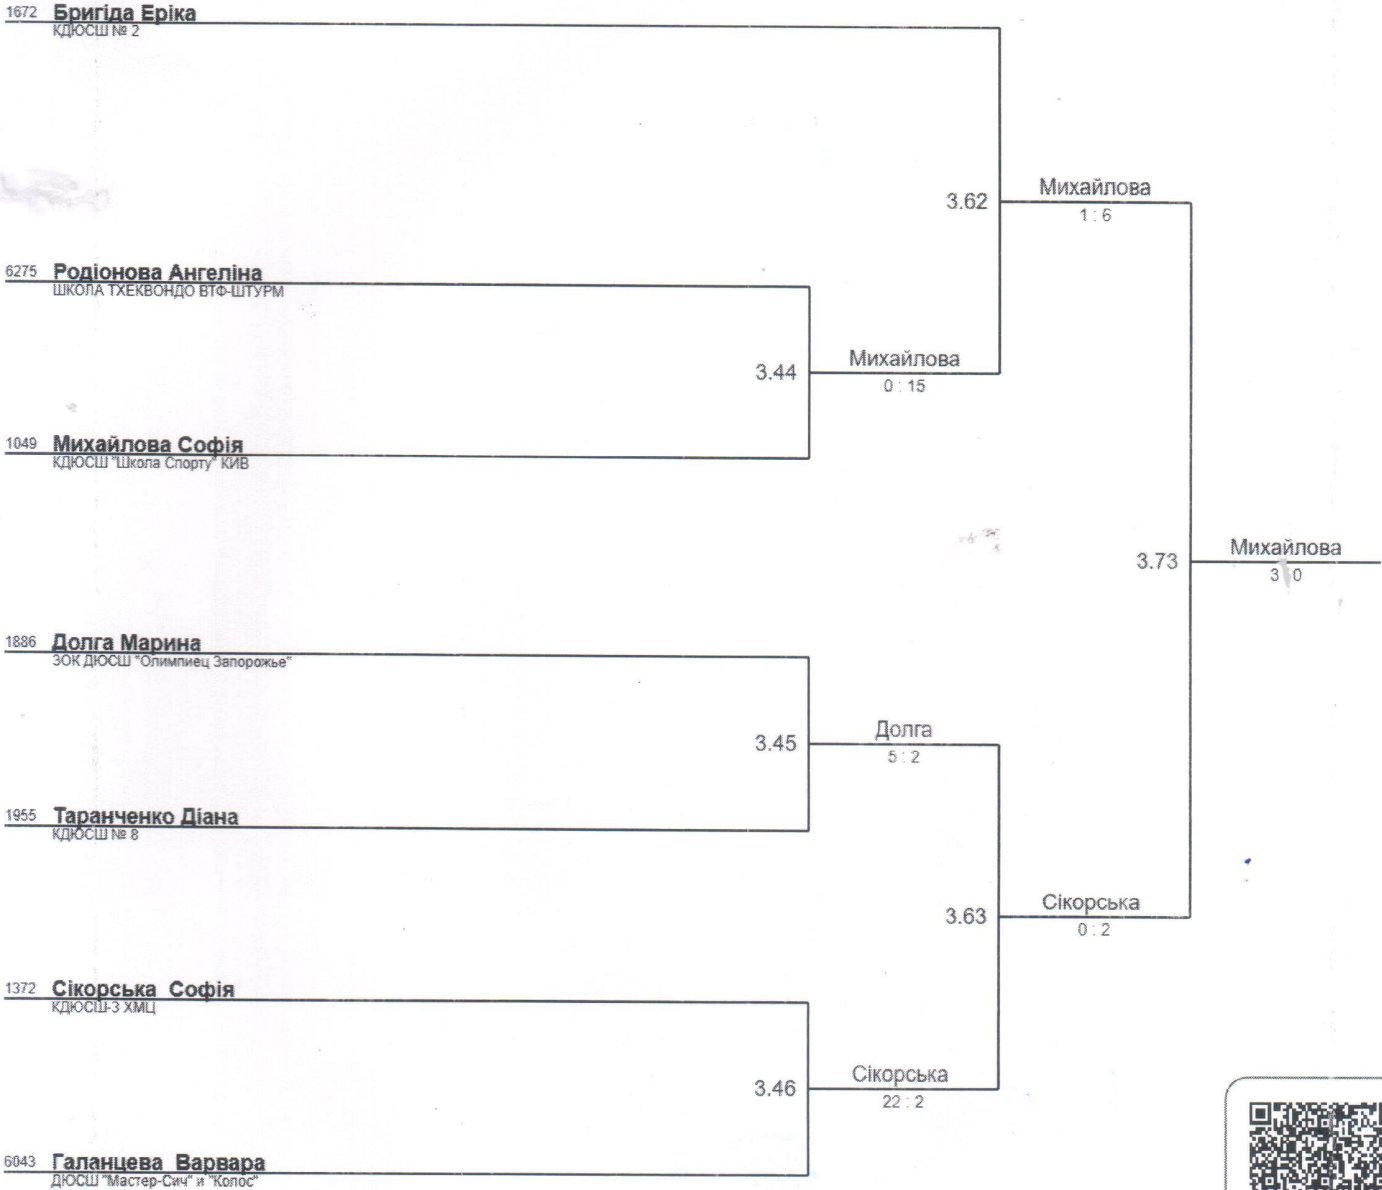 1672 Бригіда Еріка
КДЮСШ № 2
3.62 Михайлова
1 : 6
6275 Родіонова Ангеліна
ШКОЛА ТХЕКВОНДО ВТФ-ШТУРМ
3.44 Михайлова
0 : 15
1049 Михайлова Софія
КДЮСШ "Школа Спорту" КИВ
3.73 Михайлова
3 0
1886 Долга Марина
ЗОК ДЮСШ "Олимпиец Запорожье"
3.45 Долга
5 : 2
1955 Таранченко Діана
КДЮСШ № 8
3.63 Сікорська
0 : 2
1372 Сікорська Софія
КДЮСШ-3 ХМЦ
3.46 Сікорська
22 : 2
6043 Галанцева Варвара
ДЮСШ "Мастер-Сич" и "Колос"